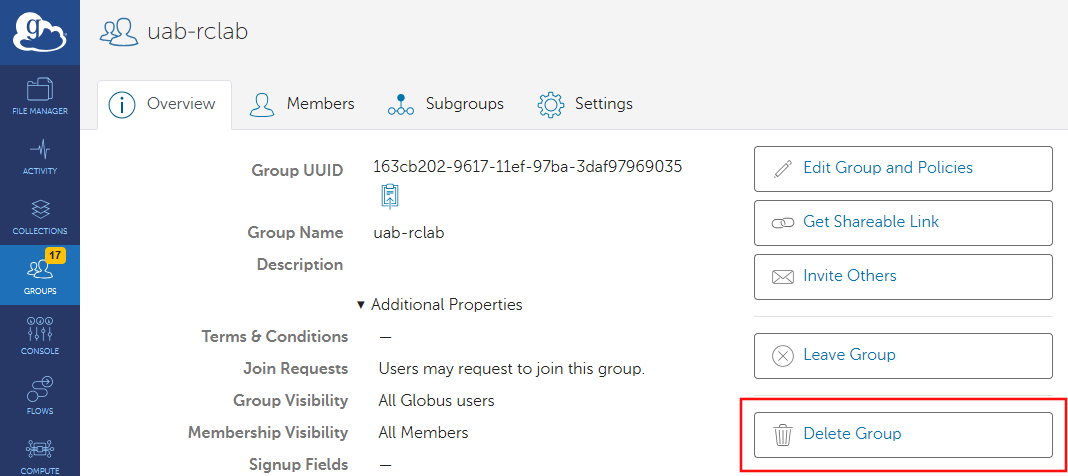 g
uab-rclab
FILE MANAGER
ACTIVITY
COLLECTIONS
17
GROUPS
CONSOLE
FLOWS
COMPUTE
Overview
Members
Subgroups
Settings
Group UUID 163cb202-9617-11ef-97ba-3daf97969035
Group Name uab-rclab
Description
▾ Additional Properties
Terms & Conditions —
Join Requests Users may request to join this group.
Group Visibility All Globus users
Membership Visibility All Members
Signup Fields —
Edit Group and Policies
Get Shareable Link
Invite Others
Leave Group
Delete Group